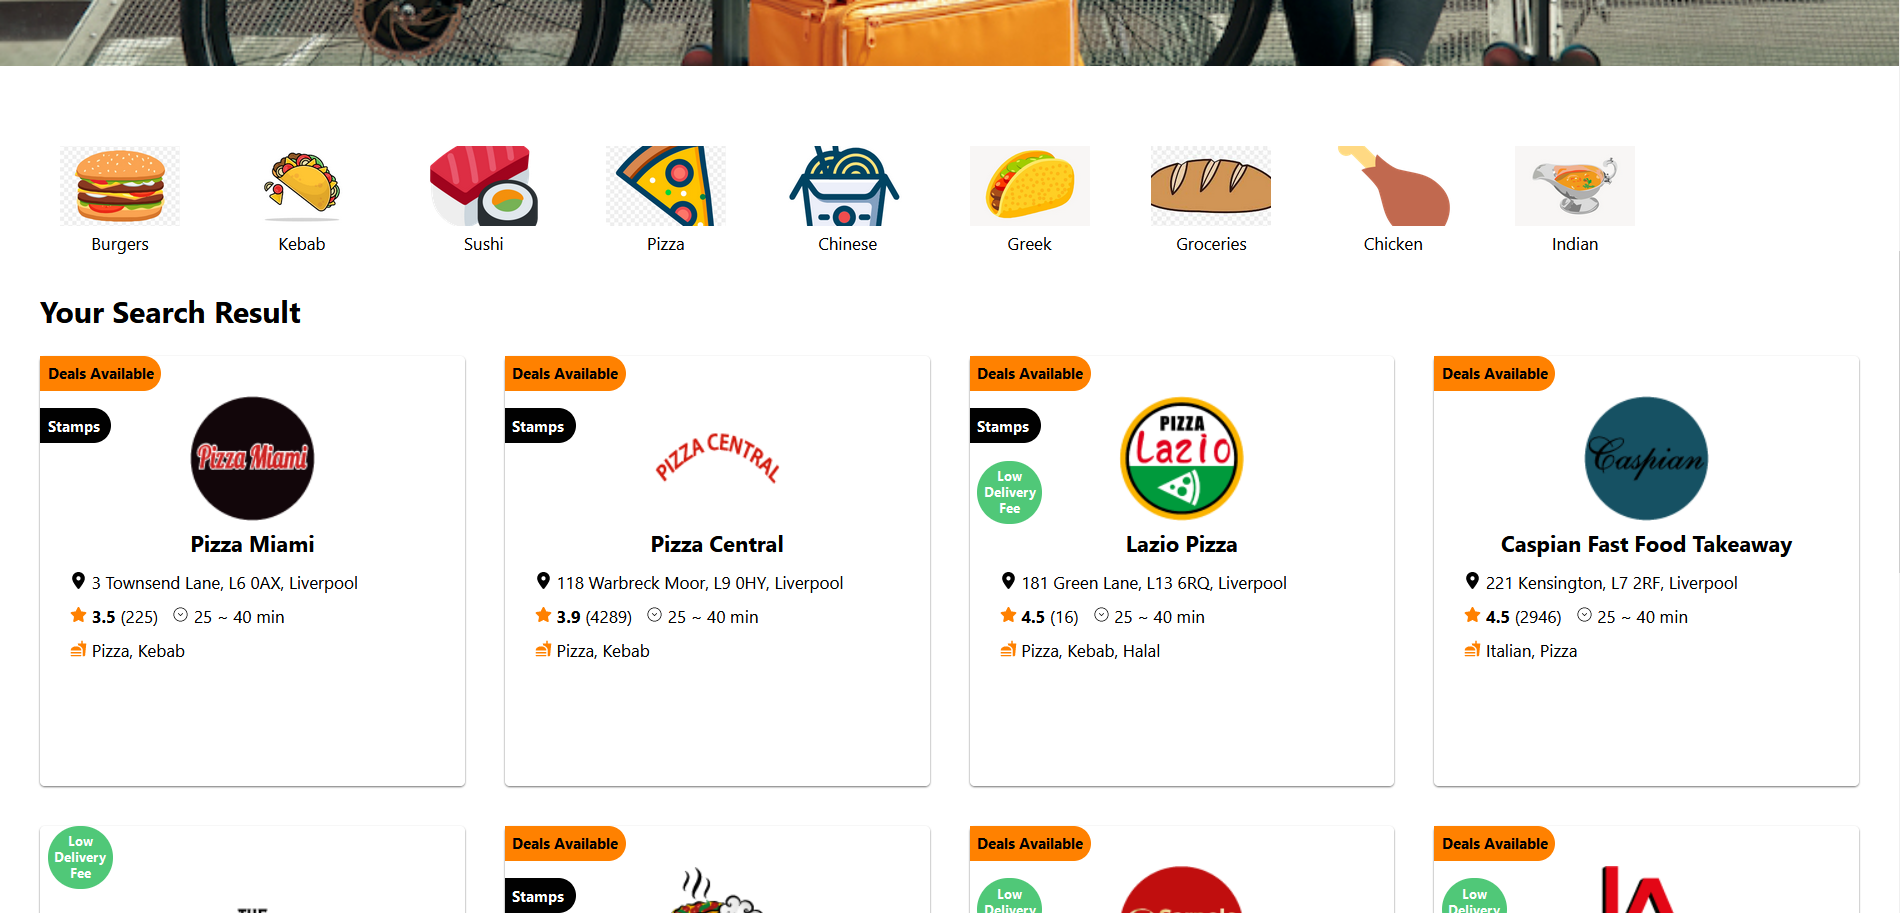 Burgers
Kebab
Sushi
Pizza
Chinese
Greek
Groceries
Chicken
Indian
Your Search Result
Deals Available
Stamps
Pizza Miami
Pizza Miami
3 Townsend Lane, L6 0AX, Liverpool
3.5 (225) 25 ~ 40 min
Pizza, Kebab
Deals Available
Stamps
PIZZA CENTRAL
Pizza Central
118 Warbreck Moor, L9 0HY, Liverpool
3.9 (4289) 25 ~ 40 min
Pizza, Kebab
Deals Available
Stamps
Low
Delivery
Fee
PIZZA
Lazio
Lazio Pizza
181 Green Lane, L13 6RQ, Liverpool
4.5 (16) 25 ~ 40 min
Pizza, Kebab, Halal
Deals Available
Caspian
Caspian Fast Food Takeaway
221 Kensington, L7 2RF, Liverpool
4.5 (2946) 25 ~ 40 min
Italian, Pizza
Low
Delivery
Fee
THE
Deals Available
Stamps
Deals Available
Low
Delivery
Deals Available
Low
Delivery
LA